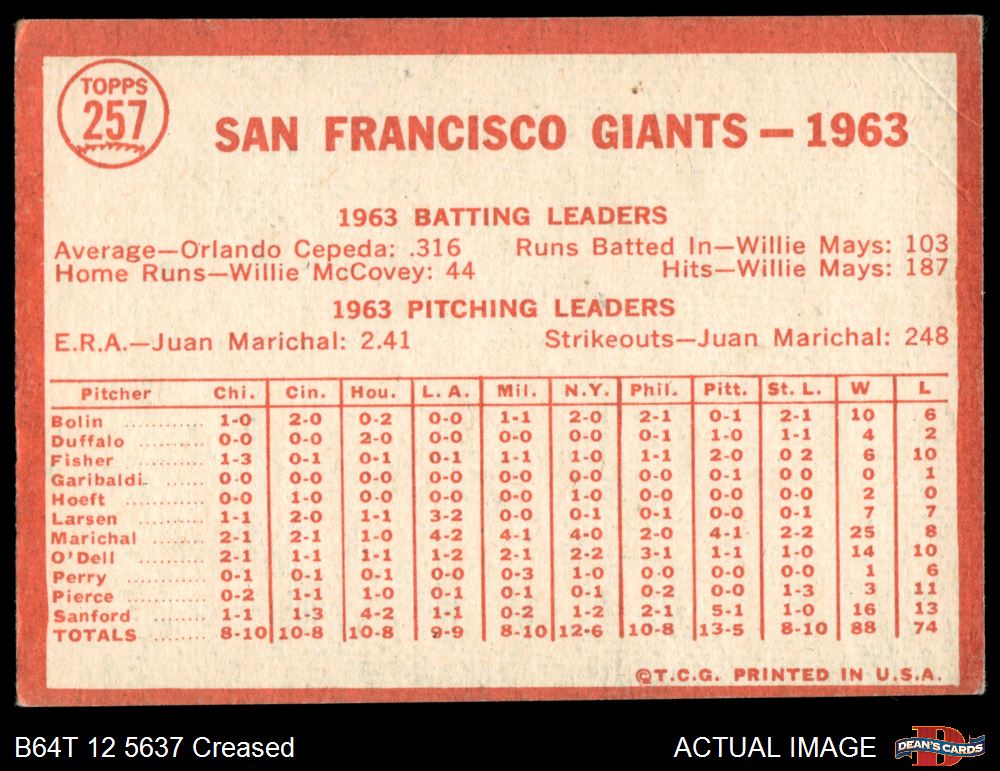 TOPPS
257
SAN FRANCISCO GIANTS — 1963
1963 BATTING LEADERS
Average—Orlando Cepeda: .316 Runs Batted In—Willie Mays: 103
Home Runs—Willie McCovey: 44 Hits—Willie Mays: 187
1963 PITCHING LEADERS
E.R.A.—Juan Marichal: 2.41 Strikeouts—Juan Marichal: 248
Pitcher Chi. Cin. Hou. L.A. Mil. N.Y. Phil. Pitt. St. L. W L
Bolin 1-0 2-0 0-2 0-0 1-1 2-0 2-1 0-1 2-1 10 6
Duffalo 0-0 0-0 2-0 0-0 0-0 0-0 0-1 1-0 1-1 4 2
Fisher 1-3 0-1 0-1 0-1 1-1 1-0 1-1 2-0 0 2 6 10
Garibaldi 0-0 0-0 0-0 0-0 0-0 0-0 0-0 0-1 0 0 0 1
Hoeft 0-0 1-0 0-0 0-0 0-0 1-0 0-0 0-0 0-0 2 0
Larsen 1-1 2-0 1-1 3-2 0-0 0-1 0-1 0-0 0-1 7 7
Marichal 2-1 2-1 1-0 4-2 4-1 4-0 2-0 4-1 2-2 25 8
O'Dell 2-1 1-1 1-1 1-2 2-1 2-2 3-1 1-1 1-0 14 10
Perry 0-1 0-1 0-1 0-0 0-3 1-0 0-0 0-0 0-0 1 6
Pierce 0-2 1-1 1-0 0-1 0-1 0-1 0-2 0-0 1-3 3 11
Sanford 1-1 1-3 4-2 1-1 0-2 1-2 2-1 5-1 1-0 16 13
TOTALS 8-10 10-8 10-8 9-9 8-10 12-6 10-8 13-5 8-10 88 74
©T.C.G. PRINTED IN U.S.A.
B64T 12 5637 Creased ACTUAL IMAGE DEAN'S CARDS